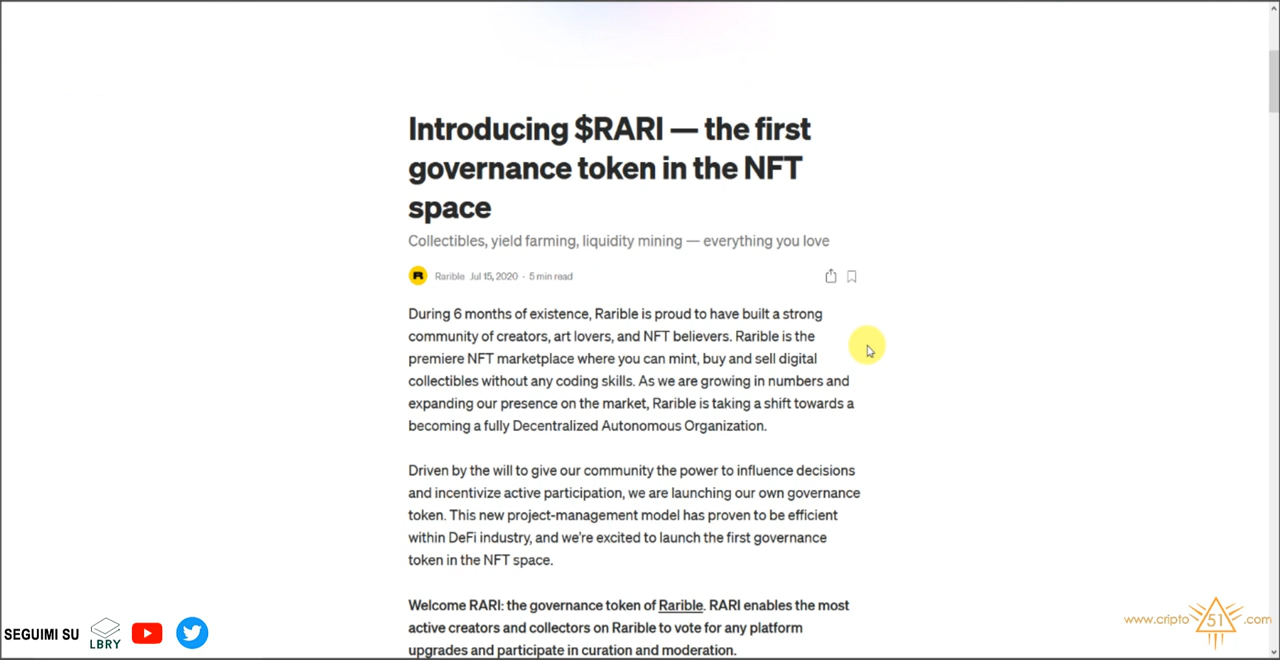 Introducing $RARI — the first
governance token in the NFT
space
Collectibles, yield farming, liquidity mining — everything you love
Rarible Jul 15, 2020 · 5 min read
During 6 months of existence, Rarible is proud to have built a strong
community of creators, art lovers, and NFT believers. Rarible is the
premiere NFT marketplace where you can mint, buy and sell digital
collectibles without any coding skills. As we are growing in numbers and
expanding our presence on the market, Rarible is taking a shift towards a
becoming a fully Decentralized Autonomous Organization.
Driven by the will to give our community the power to influence decisions
and incentivize active participation, we are launching our own governance
token. This new project-management model has proven to be efficient
within DeFi industry, and we're excited to launch the first governance
token in the NFT space.
Welcome RARI: the governance token of Rarible. RARI enables the most
active creators and collectors on Rarible to vote for any platform
upgrades and participate in curation and moderation.
SEGUIMI SU
LBRY
www.cripto51.com